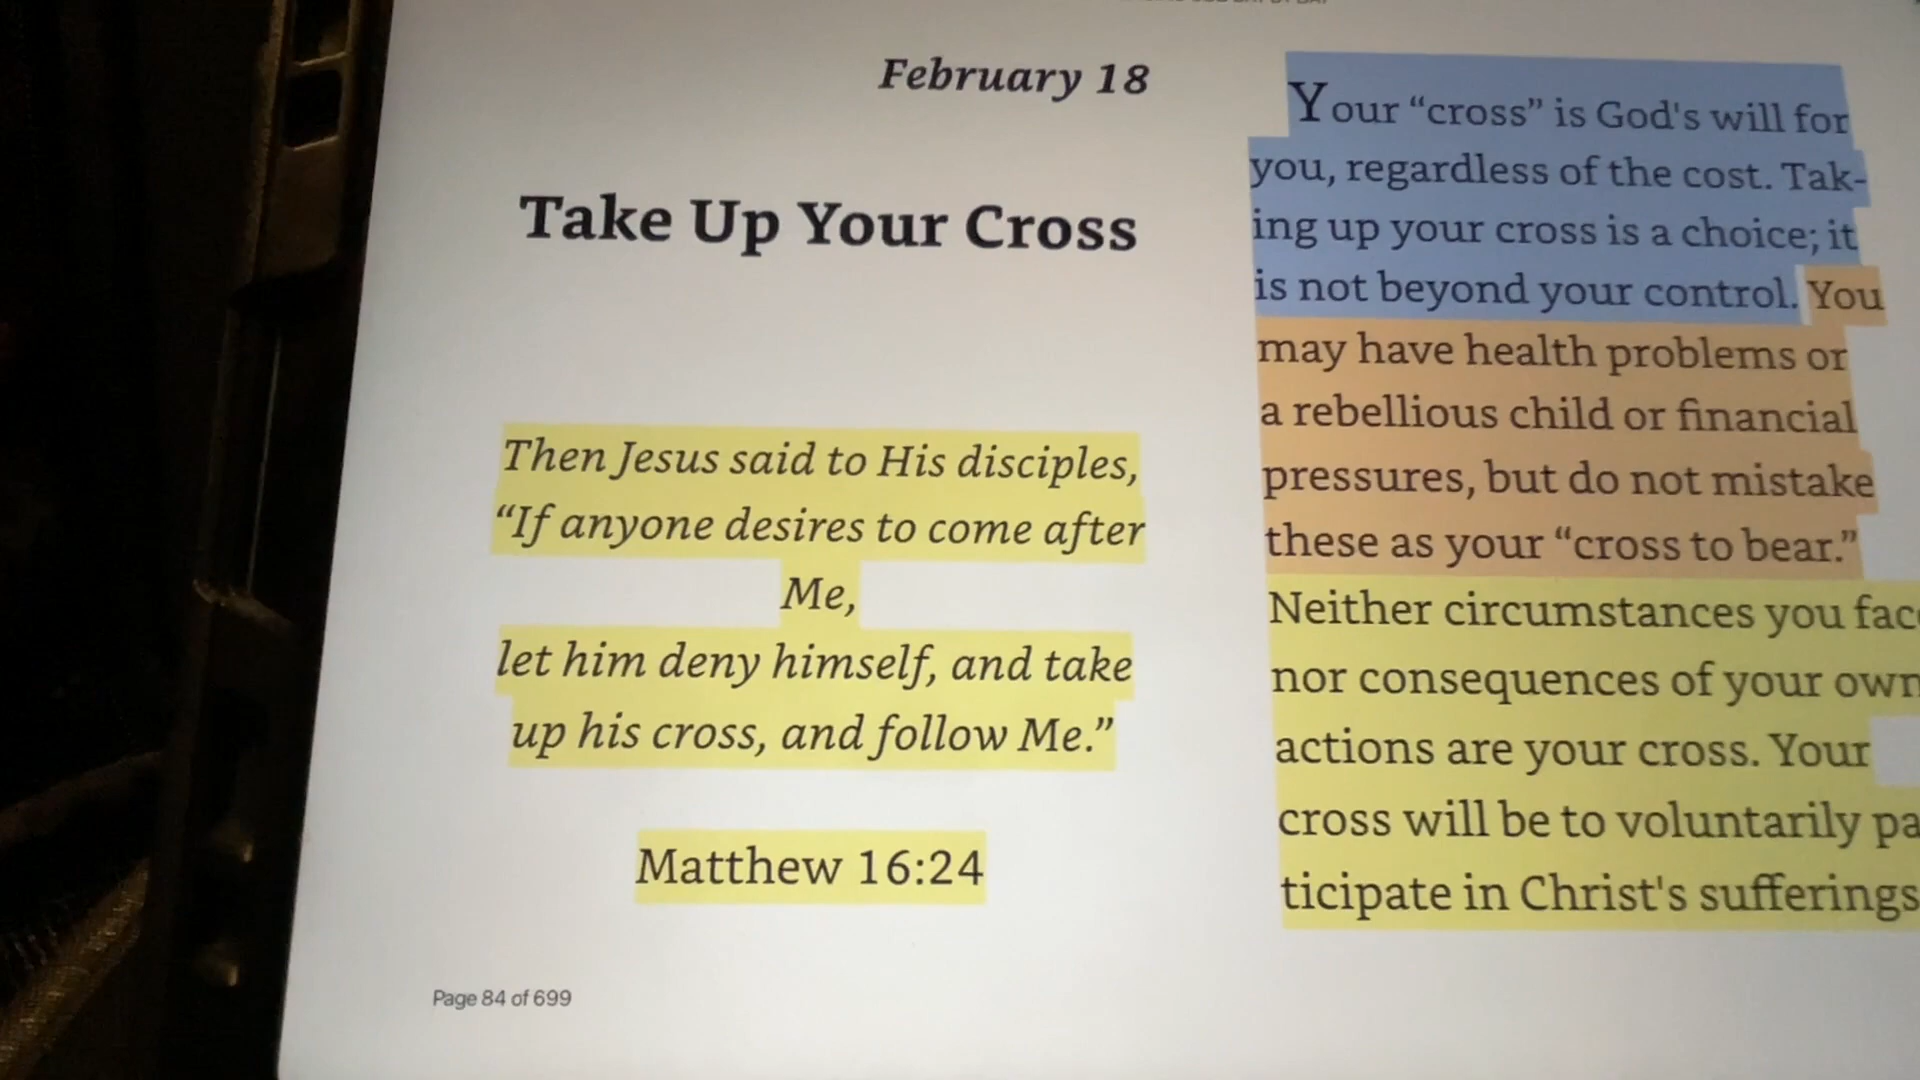 February 18
Take Up Your Cross
Then Jesus said to His disciples,
“If anyone desires to come after
Me,
let him deny himself, and take
up his cross, and follow Me.”
Matthew 16:24
Page 84 of 699
Your “cross” is God's will for
you, regardless of the cost. Tak-
ing up your cross is a choice; it
is not beyond your control. You
may have health problems or
a rebellious child or financial
pressures, but do not mistake
these as your “cross to bear.”
Neither circumstances you
nor consequences of your own
actions are your cross. Your
cross will be to voluntarily
ticipate in Christ's sufferings